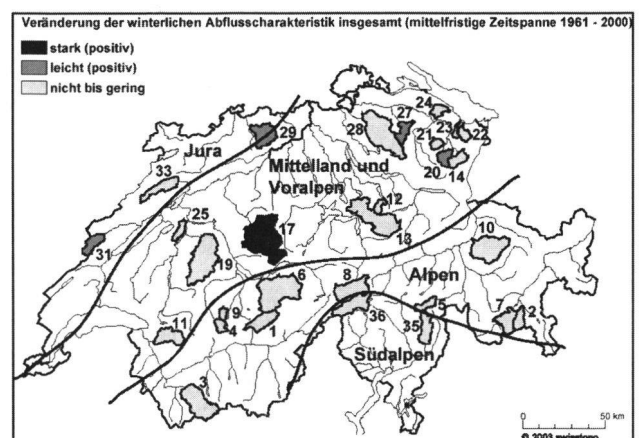 Veränderung der winterlichen Abflusscharakteristik insgesamt (mittelfristige Zeitspanne 1961 - 2000)
stark (positiv)
leicht (positiv)
nicht bis gering
24
27
28
29
21
23
22
Jura
20
14
33
Mittelland und
Voralpen
12
25
17
13
10
31
19
Alpen
6
8
9
5
7
2
11
4
1
36
35
Südalpen
3
0
50 km
© 2003 swisstopo